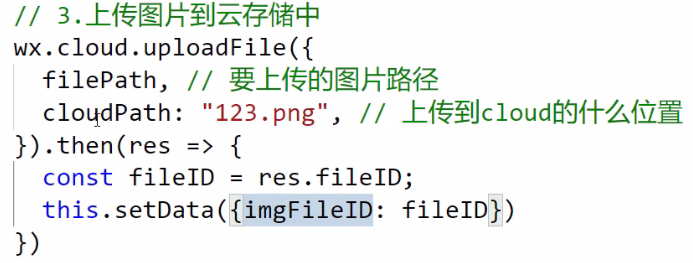 // 3.上传图片到云存储中
wx.cloud.uploadFile({
filePath, // 要上传的图片路径
cloudPath: "123.png", // 上传到cloud的什么位置
}).then(res => {
const fileID = res.fileID;
this.setData({imgFileID: fileID})
})